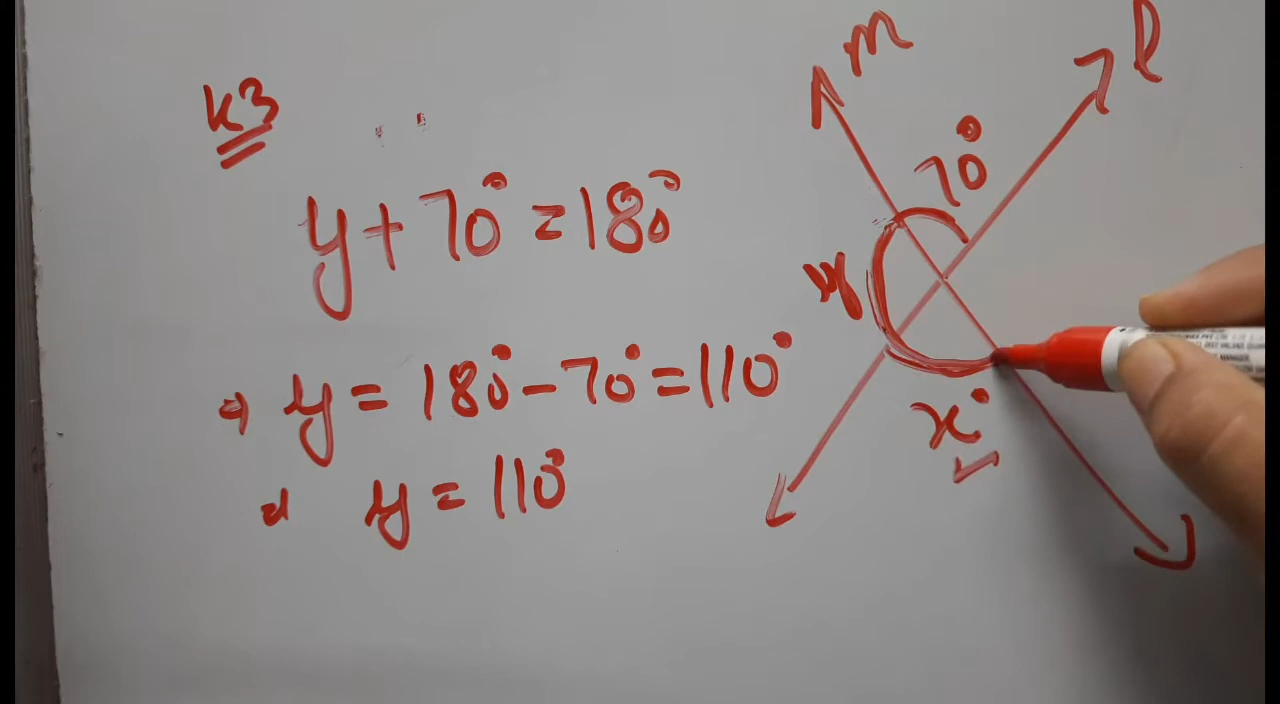 K3
y + 70° = 180°
⇒ y = 180° - 70° = 110°
⇒ y = 110°
m
l
70°
y
x°